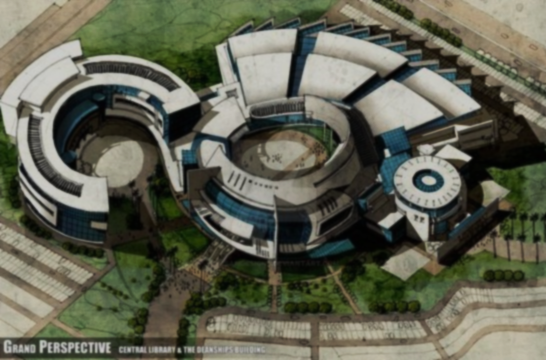 GRAND PERSPECTIVE CENTRAL LIBRARY & THE DEANSHIPS BUILDING